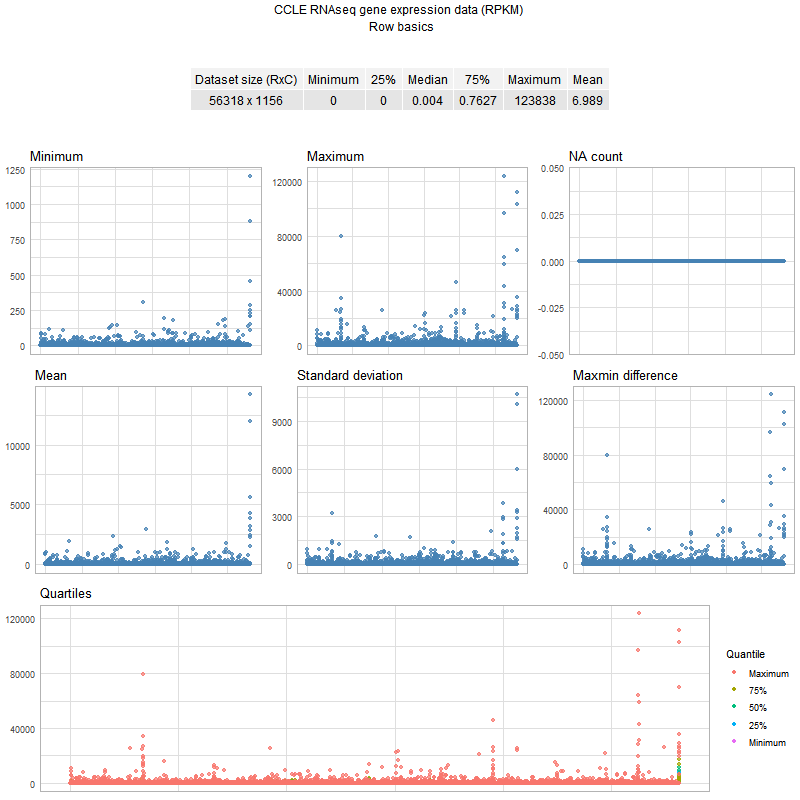 CCLE RNAseq gene expression data (RPKM)
Row basics
Dataset size (RxC) Minimum 25% Median 75% Maximum Mean
56318 x 1156 0 0 0.004 0.7627 123838 6.989
Minimum
1250
1000
750
500
250
0
Maximum
120000
80000
40000
0
NA count
0.050
0.025
0.000
-0.025
-0.050
Mean
10000
5000
0
Standard deviation
9000
6000
3000
0
Maxmin difference
120000
80000
40000
0
Quartiles
120000
80000
40000
0
Quantile
Maximum
75%
50%
25%
Minimum